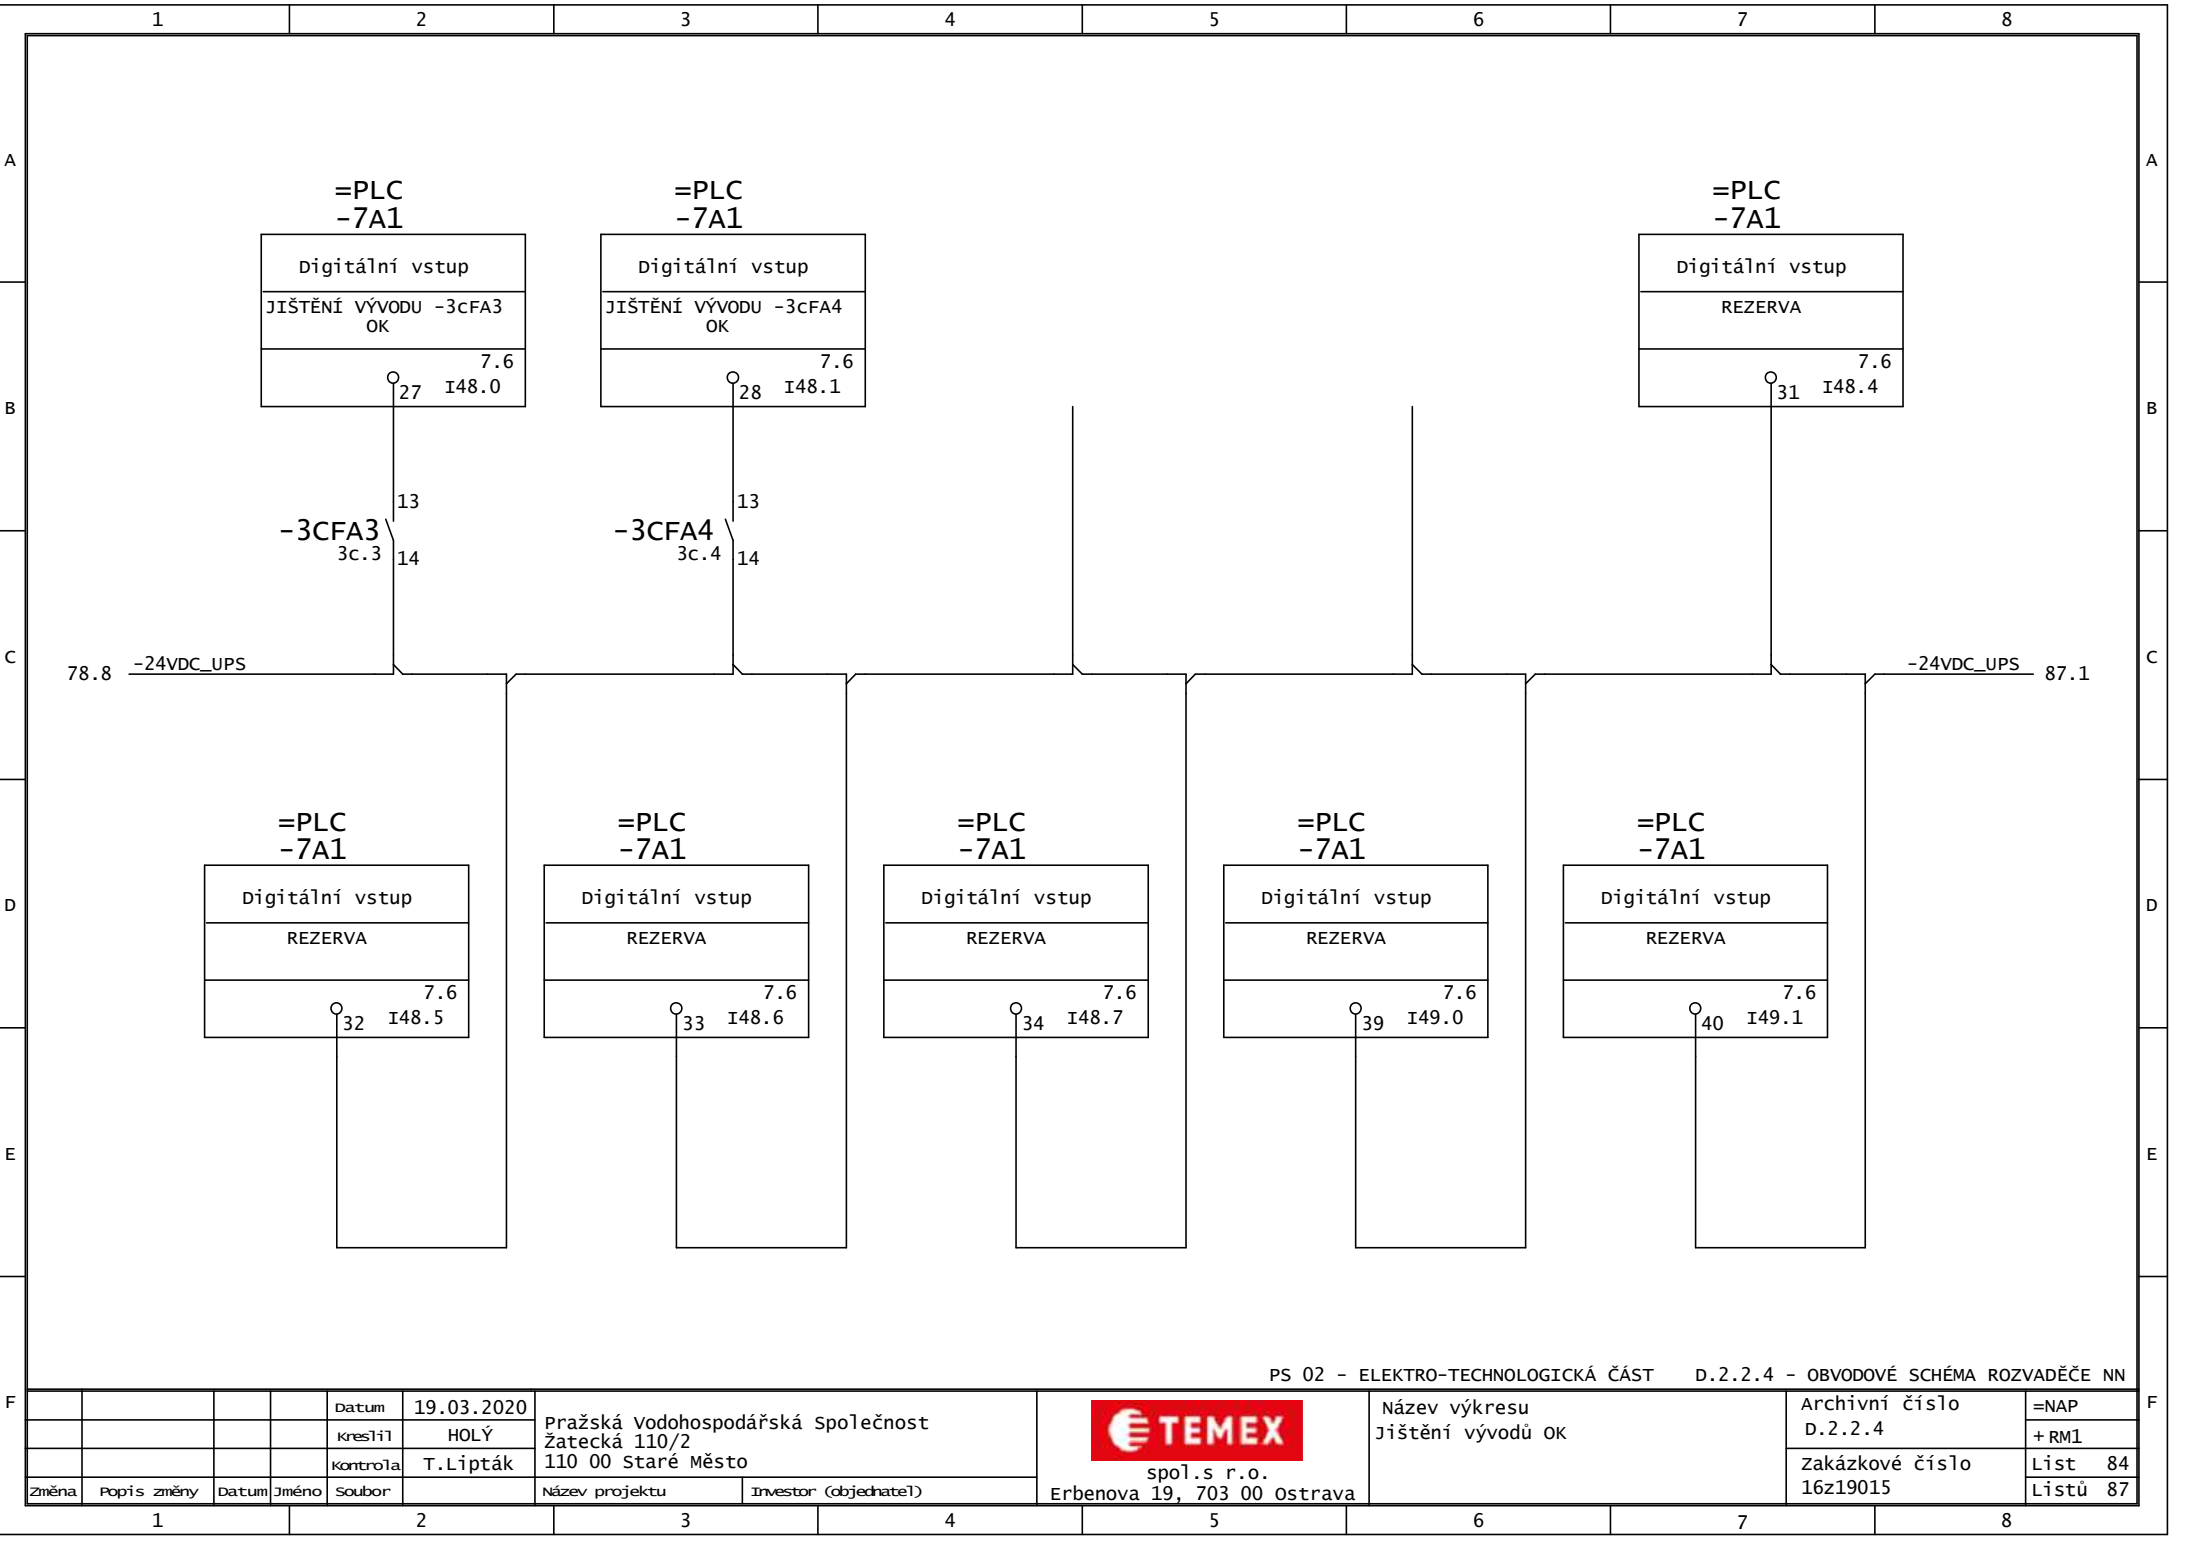 1 2 3 4 5 6 7 8
A A
=PLC =PLC =PLC
-7A1 -7A1 -7A1
Digitální vstup Digitální vstup Digitální vstup
JIŠTĚNÍ VÝVODU -3cFA3 JIŠTĚNÍ VÝVODU -3cFA4 REZERVA
OK OK
7.6 7.6 7.6
27 I48.0 28 I48.1 31 I48.4
B B
13 13
-3CFA3 -3CFA4
3c.3 3c.4
14 14
C C
78.8 -24VDC_UPS -24VDC_UPS 87.1
=PLC =PLC =PLC =PLC =PLC
-7A1 -7A1 -7A1 -7A1 -7A1
Digitální vstup Digitální vstup Digitální vstup Digitální vstup Digitální vstup
D D
REZERVA REZERVA REZERVA REZERVA REZERVA
7.6 7.6 7.6 7.6 7.6
32 I48.5 33 I48.6 34 I48.7 39 I49.0 40 I49.1
E E
PS 02 - ELEKTRO-TECHNOLOGICKÁ ČÁST D.2.2.4 - OBVODOVÉ SCHÉMA ROZVADĚČE NN
F F
Datum 19.03.2020
Kreslil HOLÝ
Kontrola T.Lipták
Změna Popis změny Datum Jméno Soubor
Pražská Vodohospodářská Společnost
Žatecká 110/2
110 00 Staré Město
Název projektu Investor (objednatel)
TEMEX
spol.s r.o.
Erbenova 19, 703 00 Ostrava
Název výkresu
Jištění vývodů OK
Archivní číslo
D.2.2.4
Zakázkové číslo
16z19015
=NAP
+ RM1
List 84
Listů 87
1 2 3 4 5 6 7 8